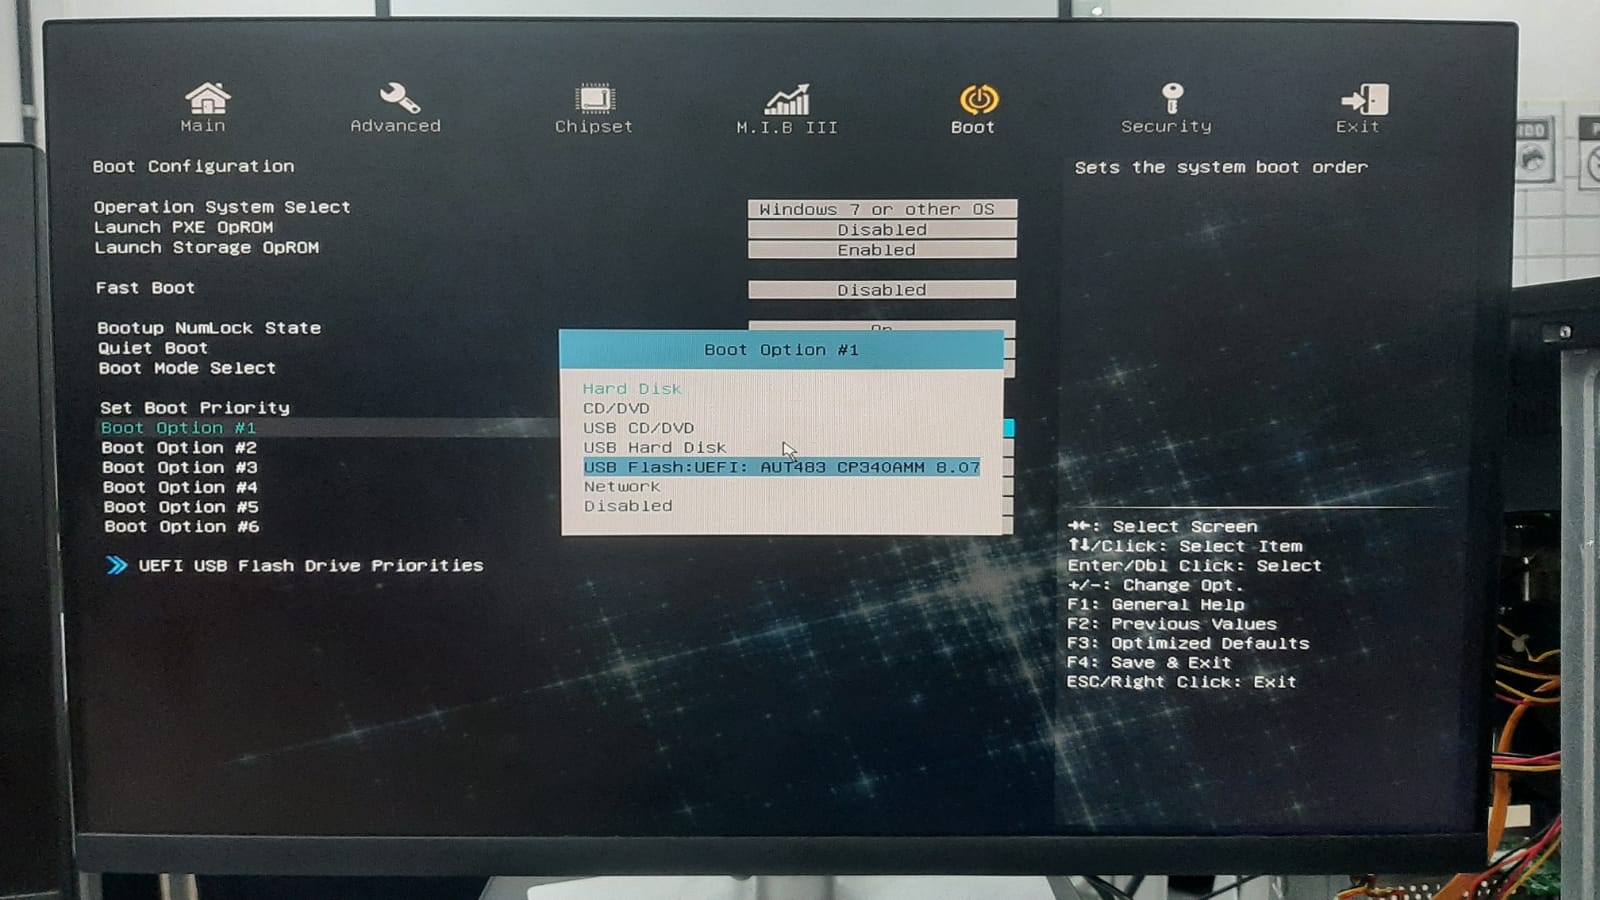 Main
Advanced
Chipset
M.I.B III
Boot
Security
Exit
Boot Configuration
Sets the system boot order
Operation System Select
Windows 7 or other OS
Launch PXE OpROM
Disabled
Launch Storage OpROM
Enabled
Fast Boot
Disabled
Bootup NumLock State
On
Quiet Boot
Boot Mode Select
Set Boot Priority
Boot Option #1
Boot Option #2
Boot Option #3
Boot Option #4
Boot Option #5
Boot Option #6
UEFI USB Flash Drive Priorities
Boot Option #1
Hard Disk
CD/DVD
USB CD/DVD
USB Hard Disk
USB Flash:UEFI: AUT483 CP340AMM 8.07
Network
Disabled
→←: Select Screen
↑↓/Click: Select Item
Enter/Dbl Click: Select
+/-: Change Opt.
F1: General Help
F2: Previous Values
F3: Optimized Defaults
F4: Save & Exit
ESC/Right Click: Exit